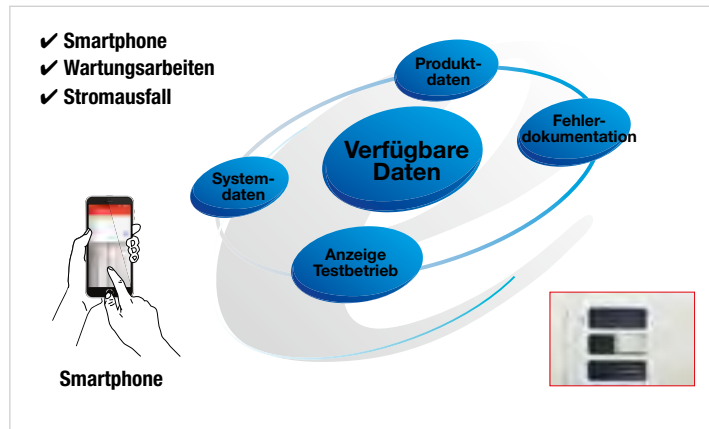 ✔ Smartphone
✔ Wartungsarbeiten
✔ Stromausfall
Produkt-
daten
Fehler-
dokumentation
Verfügbare
Daten
System-
daten
Anzeige
Testbetrieb
Smartphone